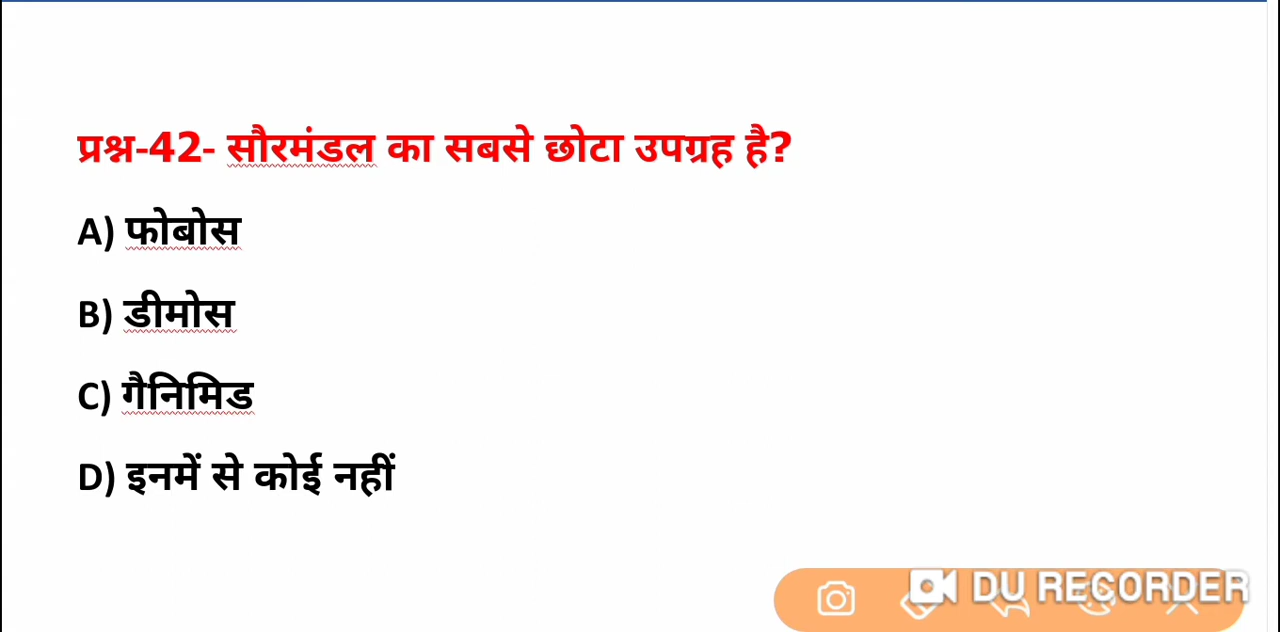 प्रश्न-42- सौरमंडल का सबसे छोटा उपग्रह है?
A) फोबोस
B) डीमोस
C) गैनिमिड
D) इनमें से कोई नहीं
DU RECORDER